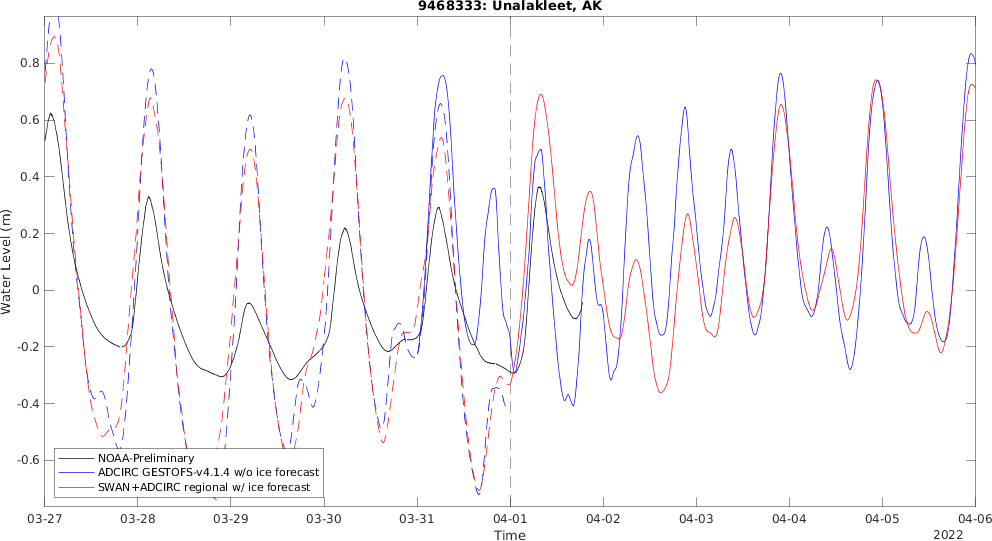 9468333: Unalakleet, AK
Water Level (m)
0.8
0.6
0.4
0.2
0
-0.2
-0.4
-0.6
NOAA-Preliminary
ADCIRC GESTOFS-v4.1.4 w/o ice forecast
SWAN+ADCIRC regional w/ ice forecast
03-27 03-28 03-29 03-30 03-31 04-01 04-02 04-03 04-04 04-05 04-06
Time
2022